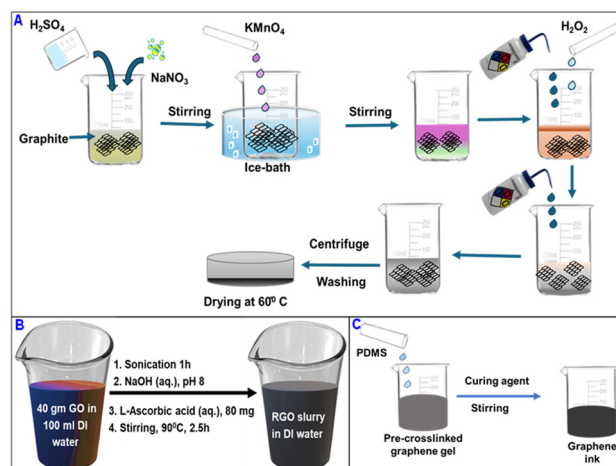 A
H₂SO₄
NaNO₃
Graphite
Stirring
KMnO₄
Ice-bath
Stirring
H₂O₂
Centrifuge
Washing
Drying at 60⁰ C
B
40 gm GO in
100 ml DI
water
1. Sonication 1h
2. NaOH (aq.), pH 8
3. L-Ascorbic acid (aq.), 80 mg
4. Stirring, 90⁰C, 2.5h
RGO slurry
in DI water
C
PDMS
Pre-crosslinked
graphene gel
Curing agent
Stirring
Graphene
ink